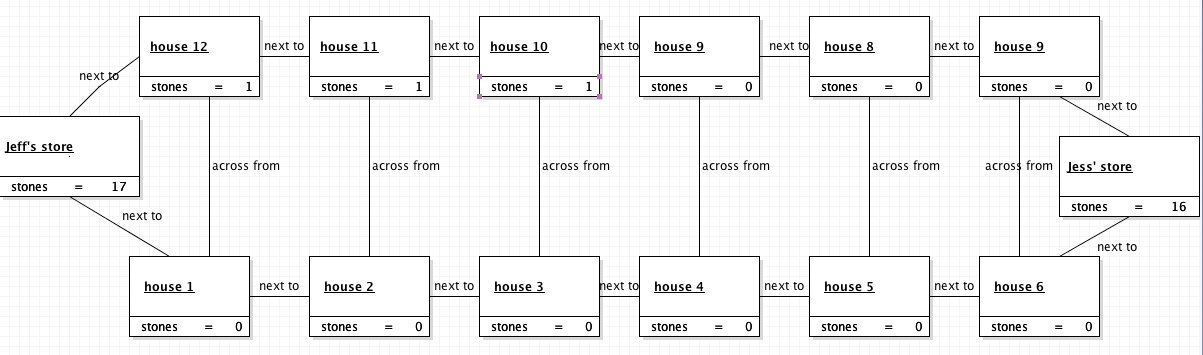 house 12
stones = 1
next to
house 11
stones = 1
next to
house 10
stones = 1
next to
house 9
stones = 0
next to
house 8
stones = 0
next to
house 9
stones = 0
next to
next to
Jeff's store
stones = 17
across from
across from
across from
across from
across from
across from
Jess' store
stones = 16
next to
next to
house 1
stones = 0
next to
house 2
stones = 0
next to
house 3
stones = 0
next to
house 4
stones = 0
next to
house 5
stones = 0
next to
house 6
stones = 0